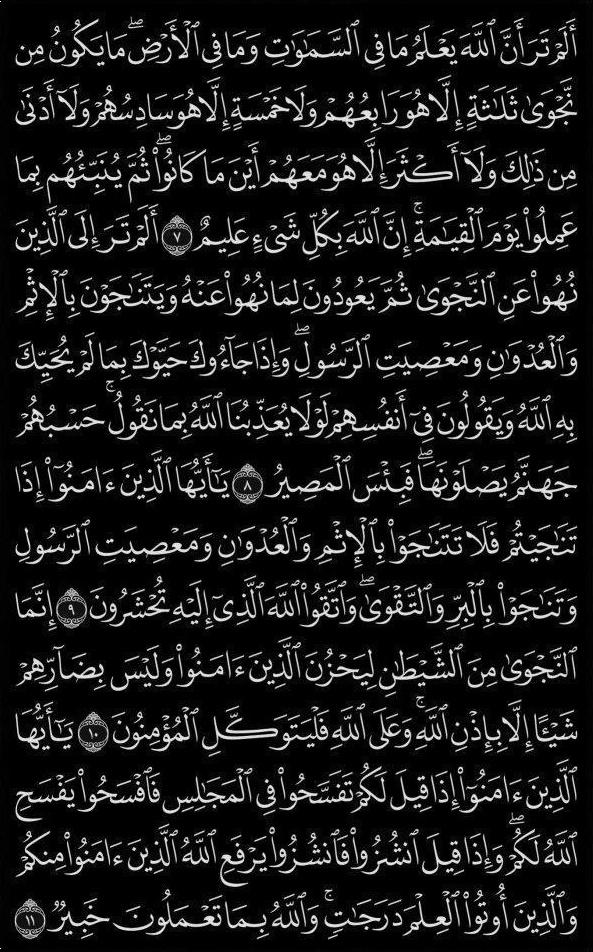 أَلَمۡ تَرَ أَنَّ ٱللَّهَ يَعۡلَمُ مَا فِي ٱلسَّمَٰوَٰتِ وَمَا فِي ٱلۡأَرۡضِۖ مَا يَكُونُ مِن
نَّجۡوَىٰ ثَلَٰثَةٍ إِلَّا هُوَ رَابِعُهُمۡ وَلَا خَمۡسَةٍ إِلَّا هُوَ سَادِسُهُمۡ وَلَآ أَدۡنَىٰ
مِن ذَٰلِكَ وَلَآ أَكۡثَرَ إِلَّا هُوَ مَعَهُمۡ أَيۡنَ مَا كَانُواْۖ ثُمَّ يُنَبِّئُهُم بِمَا
عَمِلُواْ يَوۡمَ ٱلۡقِيَٰمَةِۚ إِنَّ ٱللَّهَ بِكُلِّ شَيۡءٍ عَلِيمٌ ٧ أَلَمۡ تَرَ إِلَى ٱلَّذِينَ
نُهُواْ عَنِ ٱلنَّجۡوَىٰ ثُمَّ يَعُودُونَ لِمَا نُهُواْ عَنۡهُ وَيَتَنَٰجَوۡنَ بِٱلۡإِثۡمِ
وَٱلۡعُدۡوَٰنِ وَمَعۡصِيَتِ ٱلرَّسُولِۖ وَإِذَا جَآءُوكَ حَيَّوۡكَ بِمَا لَمۡ يُحَيِّكَ
بِهِ ٱللَّهُ وَيَقُولُونَ فِيٓ أَنفُسِهِمۡ لَوۡلَا يُعَذِّبُنَا ٱللَّهُ بِمَا نَقُولُۚ حَسۡبُهُمۡ
جَهَنَّمُ يَصۡلَوۡنَهَاۖ فَبِئۡسَ ٱلۡمَصِيرُ ٨ يَٰٓأَيُّهَا ٱلَّذِينَ ءَامَنُوٓاْ إِذَا
تَنَٰجَيۡتُمۡ فَلَا تَتَنَٰجَوۡاْ بِٱلۡإِثۡمِ وَٱلۡعُدۡوَٰنِ وَمَعۡصِيَتِ ٱلرَّسُولِ
وَتَنَٰجَوۡاْ بِٱلۡبِرِّ وَٱلتَّقۡوَىٰۖ وَٱتَّقُواْ ٱللَّهَ ٱلَّذِيٓ إِلَيۡهِ تُحۡشَرُونَ ٩ إِنَّمَا
ٱلنَّجۡوَىٰ مِنَ ٱلشَّيۡطَٰنِ لِيَحۡزُنَ ٱلَّذِينَ ءَامَنُواْ وَلَيۡسَ بِضَآرِّهِمۡ
شَيۡـًٔا إِلَّا بِإِذۡنِ ٱللَّهِۚ وَعَلَى ٱللَّهِ فَلۡيَتَوَكَّلِ ٱلۡمُؤۡمِنُونَ ١٠ يَٰٓأَيُّهَا
ٱلَّذِينَ ءَامَنُوٓاْ إِذَا قِيلَ لَكُمۡ تَفَسَّحُواْ فِي ٱلۡمَجَٰلِسِ فَٱفۡسَحُواْ يَفۡسَحِ
ٱللَّهُ لَكُمۡۖ وَإِذَا قِيلَ ٱنشُزُواْ فَٱنشُزُواْ يَرۡفَعِ ٱللَّهُ ٱلَّذِينَ ءَامَنُواْ مِنكُمۡ
وَٱلَّذِينَ أُوتُواْ ٱلۡعِلۡمَ دَرَجَٰتٖۚ وَٱللَّهُ بِمَا تَعۡمَلُونَ خَبِيرٞ ١١